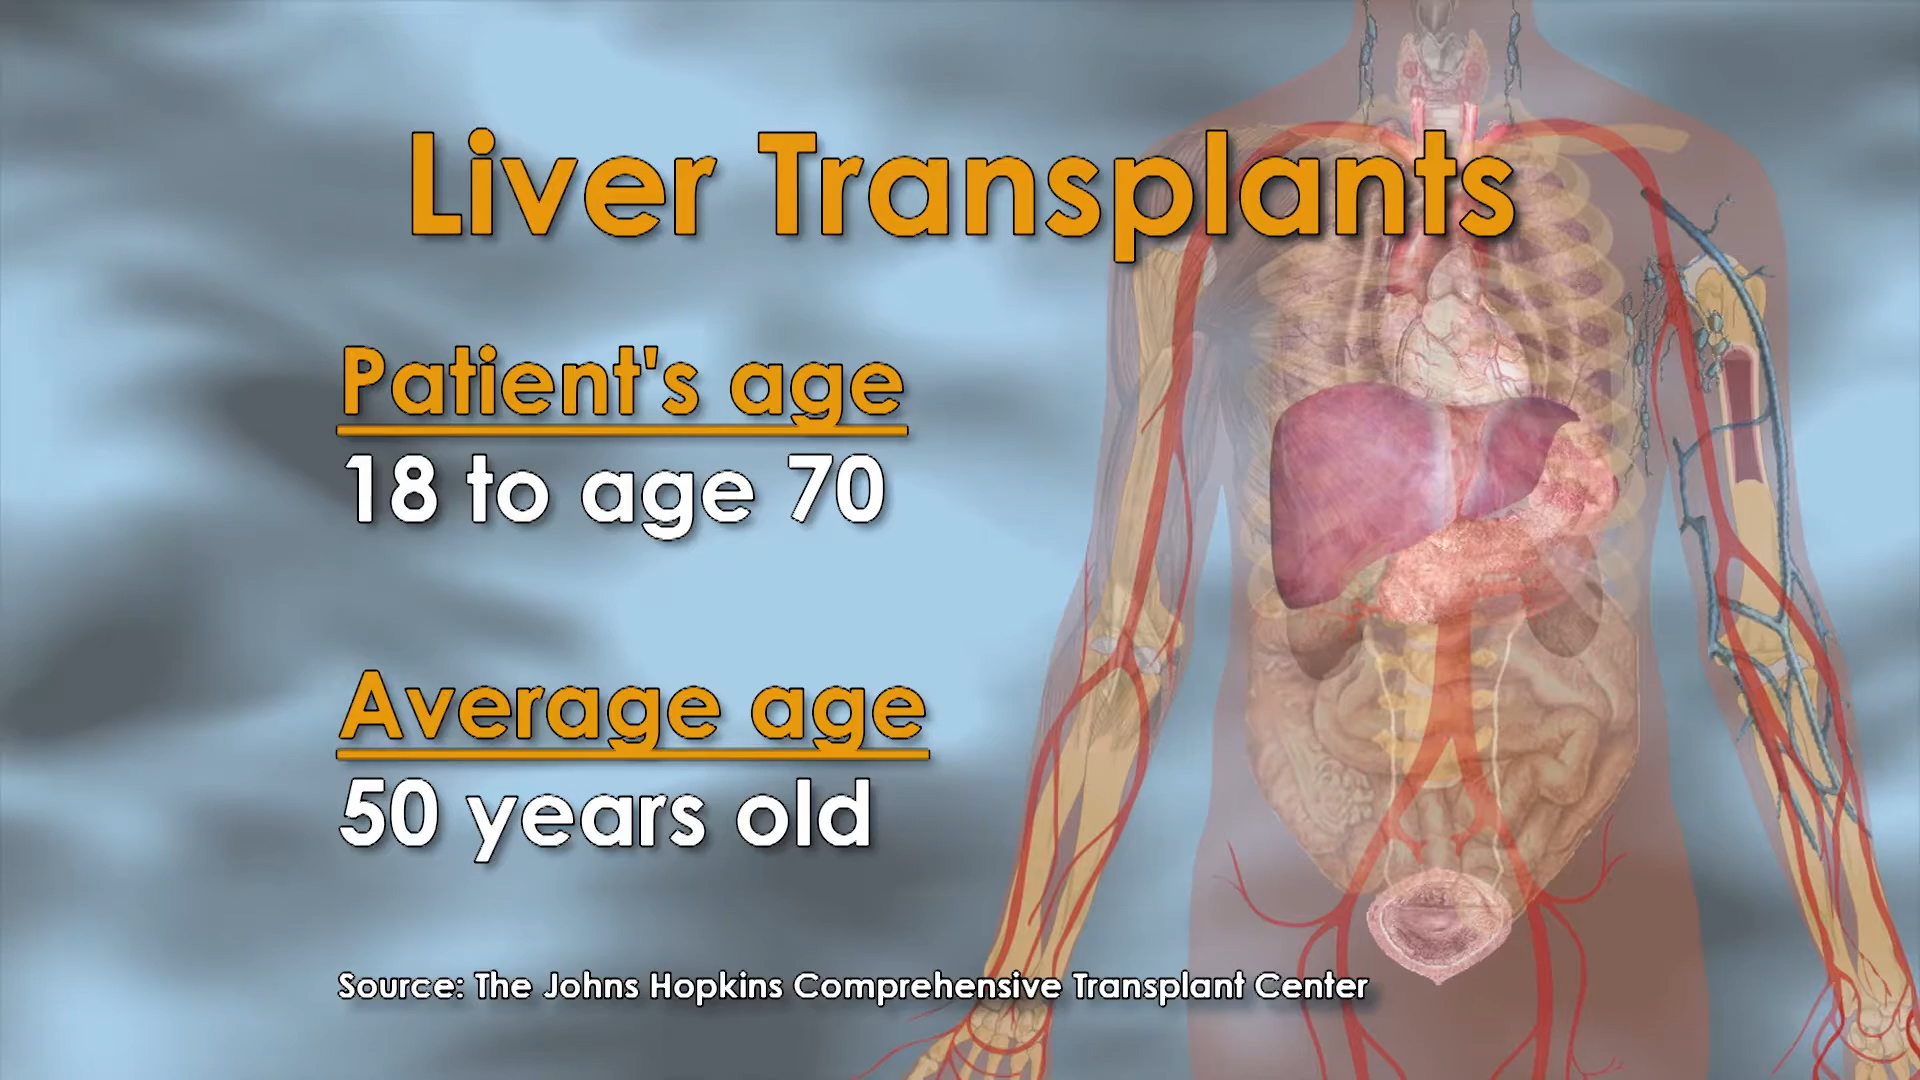 Liver Transplants
Patient's age
18 to age 70
Average age
50 years old
Source: The Johns Hopkins Comprehensive Transplant Center